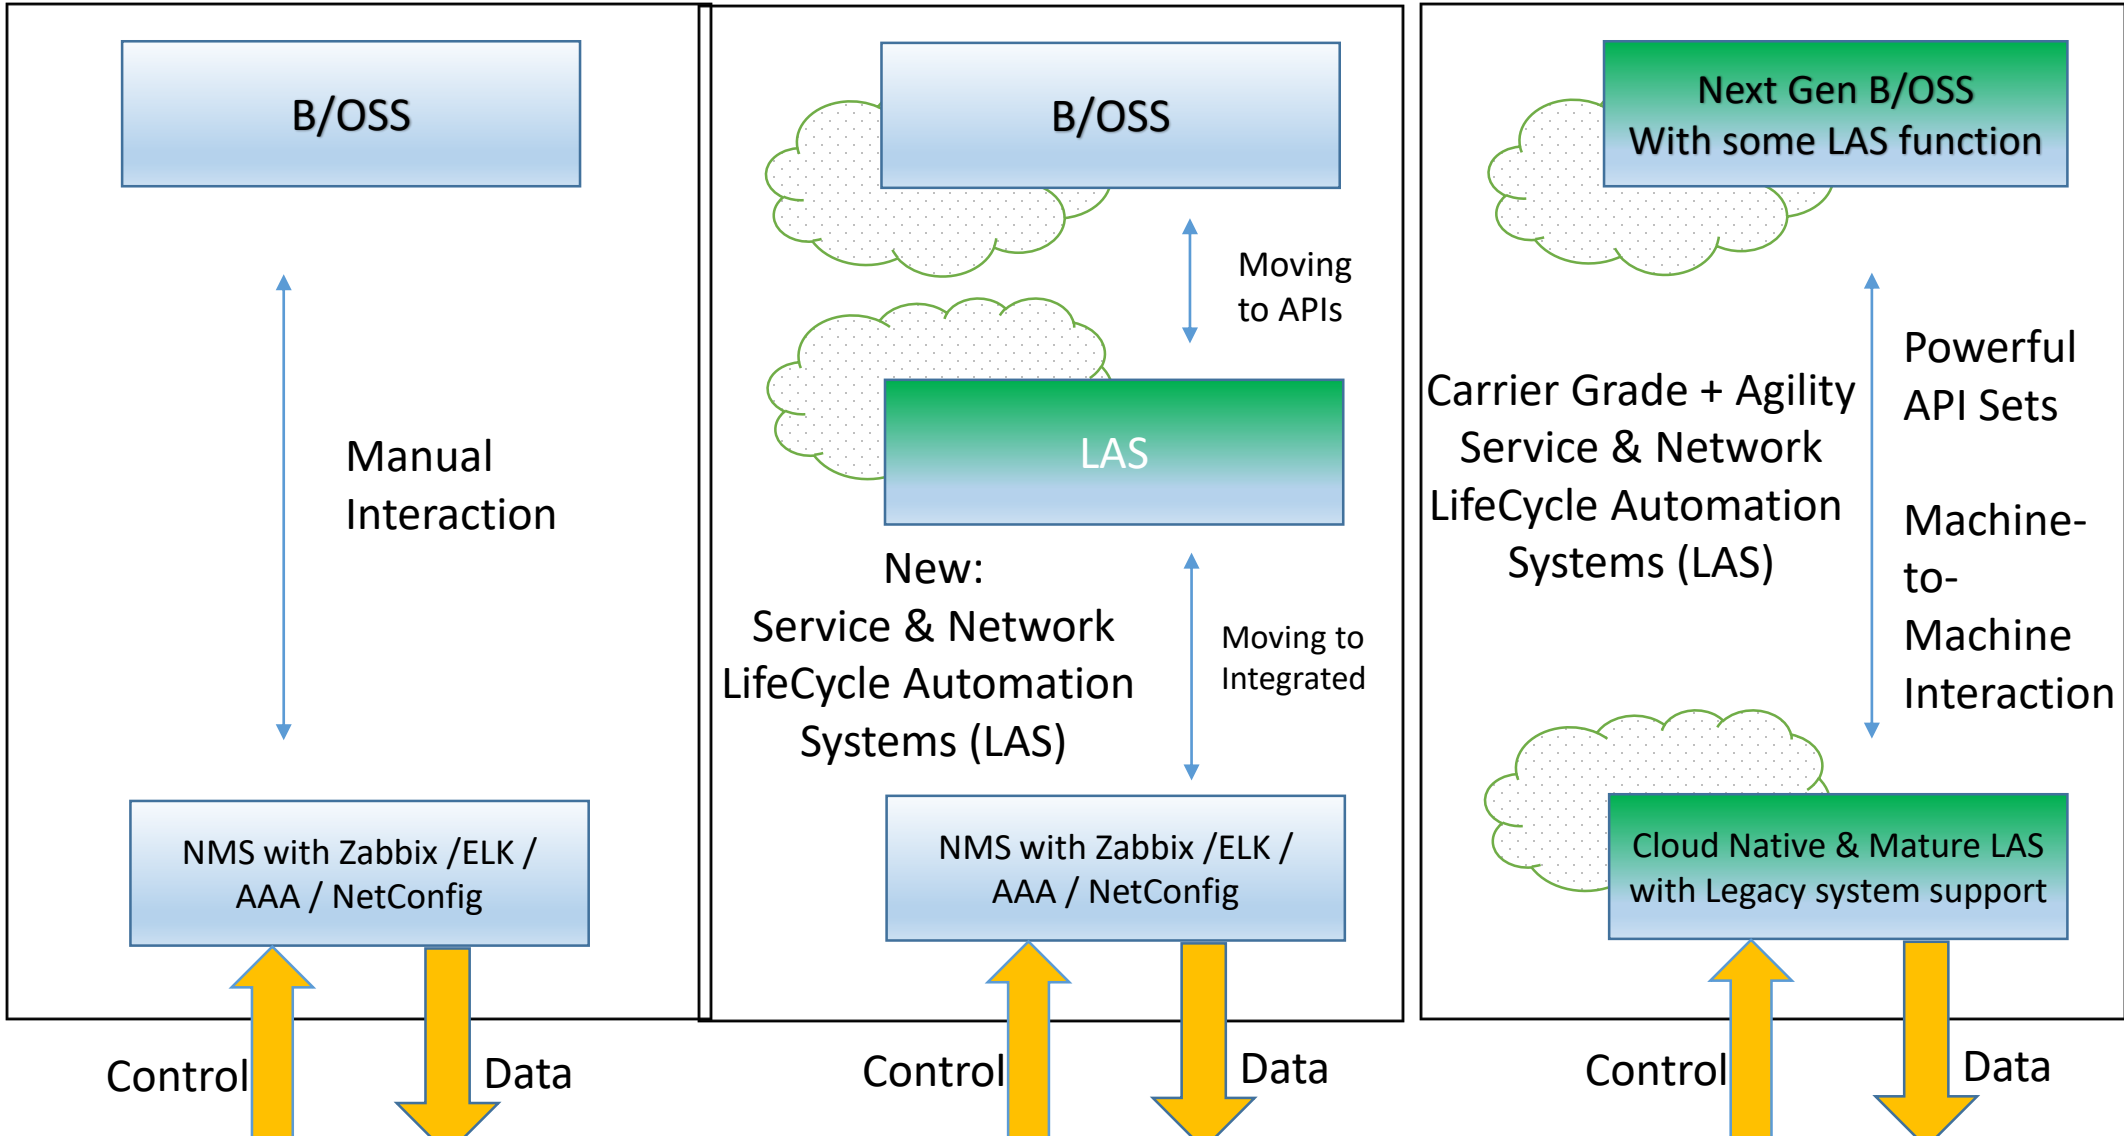 B/OSS
Manual
Interaction
NMS with Zabbix /ELK /
AAA / NetConfig
Control
Data
B/OSS
Moving
to APIs
LAS
New:
Service & Network
LifeCycle Automation
Systems (LAS)
Moving to
Integrated
NMS with Zabbix /ELK /
AAA / NetConfig
Control
Data
Next Gen B/OSS
With some LAS function
Carrier Grade + Agility
Service & Network
LifeCycle Automation
Systems (LAS)
Powerful
API Sets
Machine-
to-
Machine
Interaction
Cloud Native & Mature LAS
with Legacy system support
Control
Data